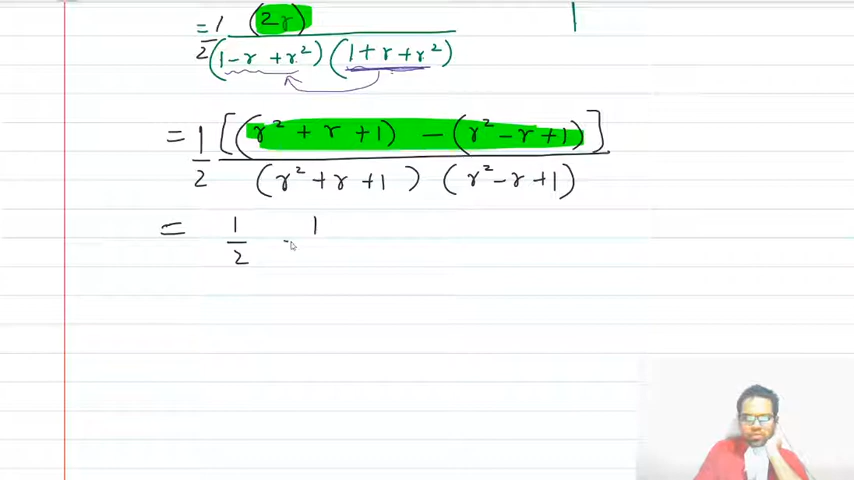 = 1/2 (2r) / (1-r+r²)(1+r+r²)
= 1/2 [(r²+r+1) - (r²-r+1)] / (r²+r+1)(r²-r+1)
= 1/2 1